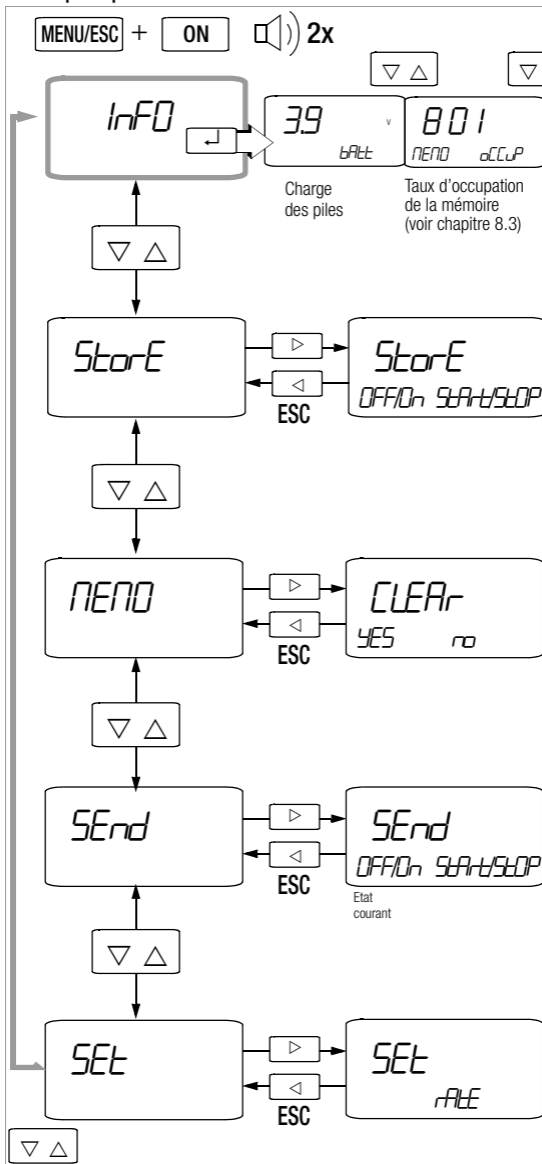 MENU/ESC + ON 2x
InFO
3.9 V
bAtt
801
MEMO oCCuP
Charge
des piles
Taux d'occupation
de la mémoire
(voir chapitre 8.3)
StorE
StorE
OFF/On StArt/StOP
ESC
MEMO
CLEAr
YES no
ESC
SEnd
SEnd
OFF/On StArt/StOP
ESC
Etat
courant
SEt
SEt
rAtE
ESC